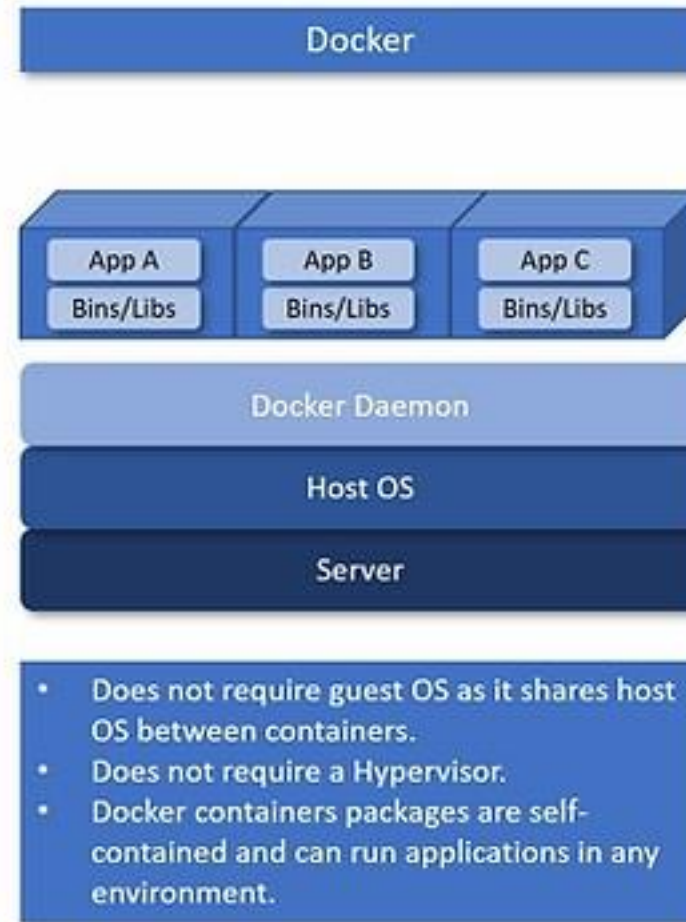 Docker
App A
App B
App C
Bins/Libs
Bins/Libs
Bins/Libs
Docker Daemon
Host OS
Server
• Does not require guest OS as it shares host
OS between containers.
• Does not require a Hypervisor.
• Docker containers packages are self-
contained and can run applications in any
environment.